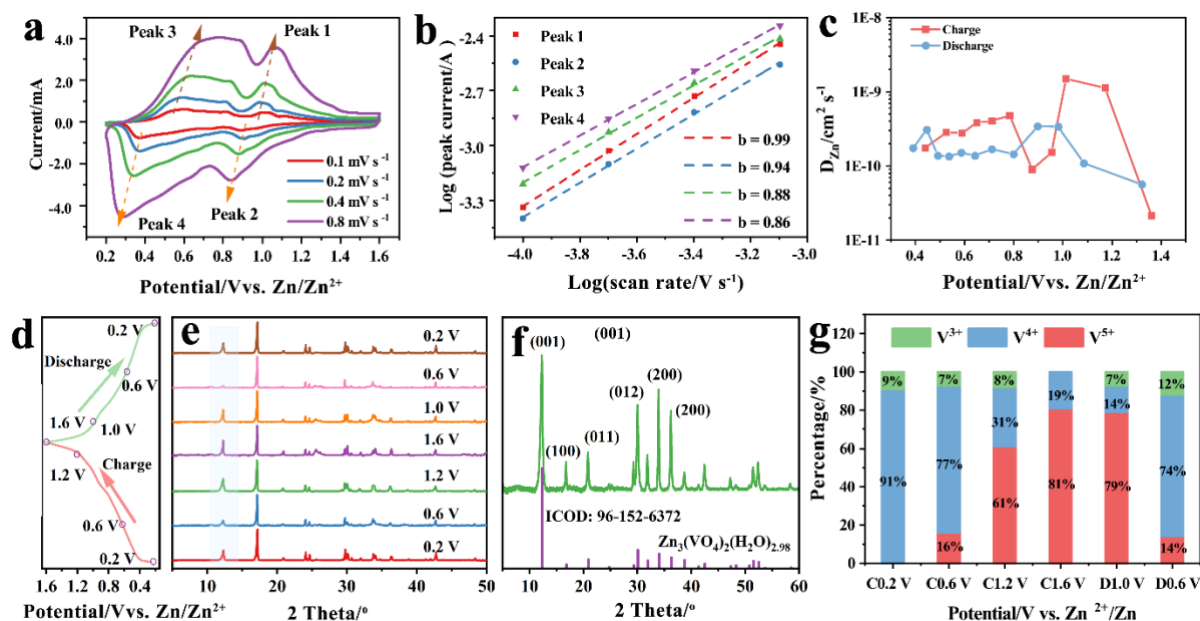 a
Peak 3
Peak 1
Peak 4
Peak 2
4.0
2.0
0.0
-2.0
-4.0
Current/mA
0.1 mV s⁻¹
0.2 mV s⁻¹
0.4 mV s⁻¹
0.8 mV s⁻¹
0.2 0.4 0.6 0.8 1.0 1.2 1.4 1.6
Potential/Vvs. Zn/Zn²⁺
b
-2.4
-2.7
-3.0
-3.3
Log (peak current/A)
Peak 1
Peak 2
Peak 3
Peak 4
b = 0.99
b = 0.94
b = 0.88
b = 0.86
-4.0 -3.8 -3.6 -3.4 -3.2 -3.0
Log(scan rate/V s⁻¹)
c
1E-8
1E-9
1E-10
1E-11
D_Zn/cm² s⁻¹
Charge
Discharge
0.4 0.6 0.8 1.0 1.2 1.4
Potential/V vs. Zn/Zn²⁺
d
0.2 V
Discharge
0.6 V
1.6 V
1.0 V
1.2 V
Charge
0.6 V
0.2 V
1.6 1.2 0.8 0.4
Potential/Vvs. Zn/Zn²⁺
e
0.2 V
0.6 V
1.0 V
1.6 V
1.2 V
0.6 V
0.2 V
10 20 30 40 50
2 Theta/°
f
(001)
(001)
(200)
(012)
(200)
(100)
(011)
ICOD: 96-152-6372
Zn₃(VO₄)₂(H₂O)₂.₉₈
10 20 30 40 50 60
2 Theta/°
g
V³⁺
V⁴⁺
V⁵⁺
120
100
80
60
40
20
0
Percentage/%
9% 7% 8% 19% 7% 12%
91% 77% 31% 81% 14% 74%
16% 61% 79% 14%
C0.2 V C0.6 V C1.2 V C1.6 V D1.0 V D0.6 V
Potential/V vs. Zn ²⁺/Zn